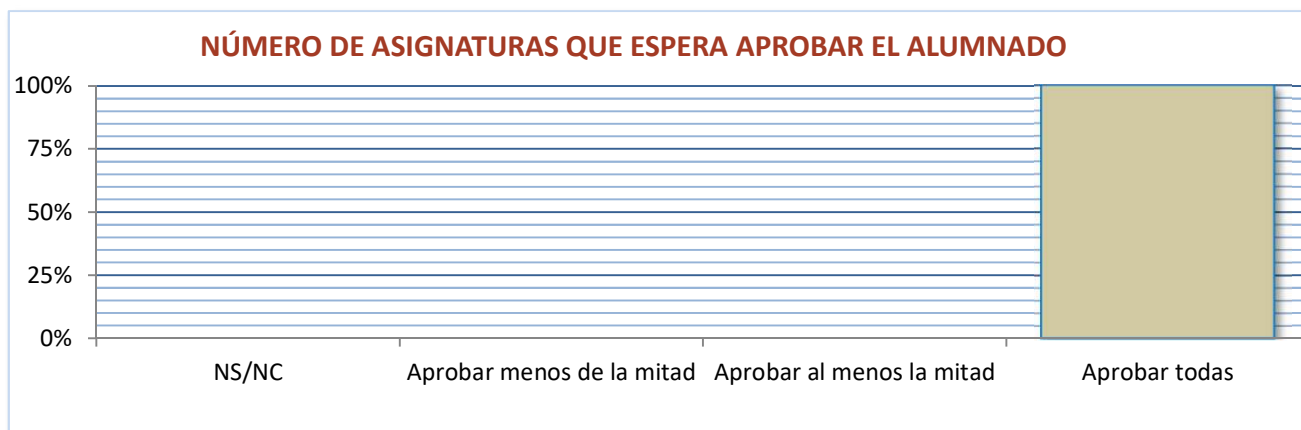 NÚMERO DE ASIGNATURAS QUE ESPERA APROBAR EL ALUMNADO
100%
75%
50%
25%
0%
NS/NC Aprobar menos de la mitad Aprobar al menos la mitad Aprobar todas